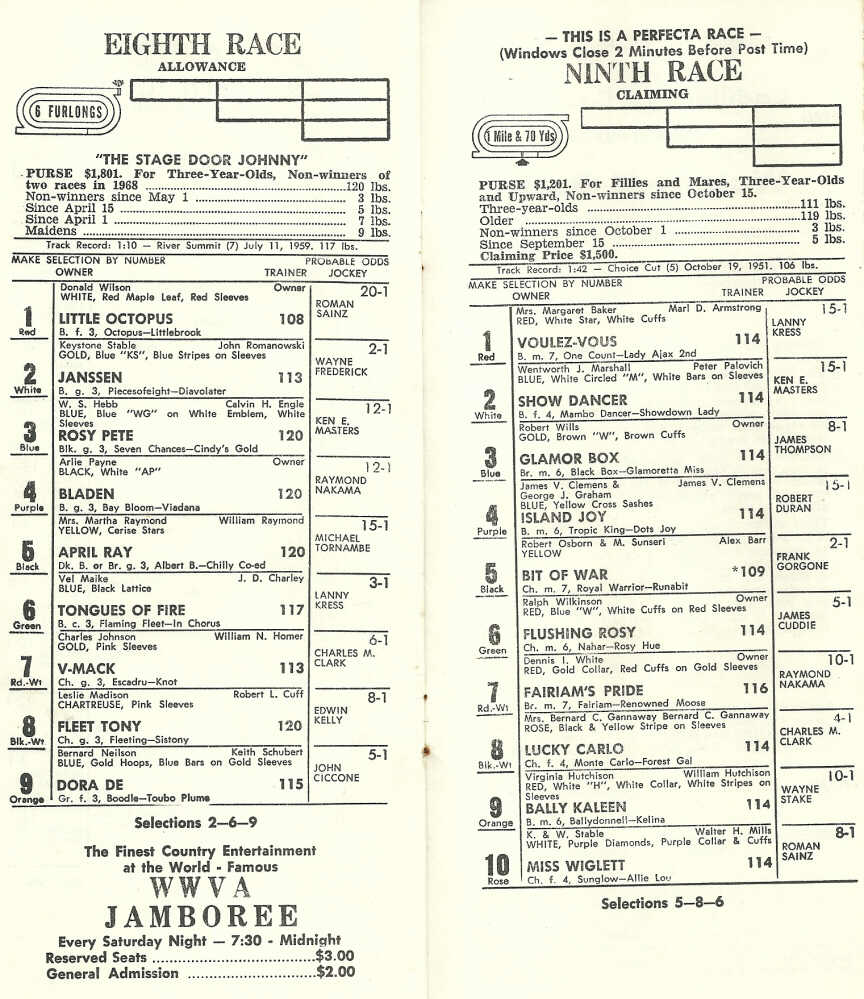 EIGHTH RACE
ALLOWANCE
6 FURLONGS
"THE STAGE DOOR JOHNNY"
PURSE $1,801. For Three-Year-Olds, Non-winners of
two races in 1968 ............ 120 lbs.
Non-winners since May 1 ............ 3 lbs.
Since April 15 ............ 5 lbs.
Since April 1 ............ 7 lbs.
Maidens ............ 9 lbs.
Track Record: 1:10 — River Summit (7) July 11, 1959. 117 lbs.
MAKE SELECTION BY NUMBER PROBABLE ODDS
OWNER TRAINER JOCKEY
Donald Wilson Owner 20-1
WHITE, Red Maple Leaf, Red Sleeves
1 LITTLE OCTOPUS 108 ROMAN SAINZ
Red B. f. 3, Octopus—Littlebrook
Keystone Stable John Romanowski 2-1
GOLD, Blue "KS", Blue Stripes on Sleeves
2 JANSSEN 113 WAYNE FREDERICK
White B. g. 3, Piecesofeight—Diavolater
W. S. Hebb Calvin H. Engle 12-1
BLUE, Blue "WG" on White Emblem, White
Sleeves
3 ROSY PETE 120 KEN E. MASTERS
Blue Blk. g. 3, Seven Chances—Cindy's Gold
Arlie Payne Owner 12-1
BLACK, White "AP"
4 BLADEN 120 RAYMOND NAKAMA
Purple B. g. 3, Bay Bloom—Viadana
Mrs. Martha Raymond William Raymond 15-1
YELLOW, Cerise Stars
5 APRIL RAY 120 MICHAEL TORNAMBE
Black Dk. B. or Br. g. 3, Albert B.—Chilly Co-ed
Vel Maike J. D. Charley 3-1
BLUE, Black Lattice
6 TONGUES OF FIRE 117 LANNY KRESS
Green B. c. 3, Flaming Fleet—In Chorus
Charles Johnson William N. Homer 6-1
GOLD, Pink Sleeves
7 V-MACK 113 CHARLES M. CLARK
Rd.-Wt Ch. g. 3, Escadru—Knot
Leslie Madison Robert L. Cuff 8-1
CHARTREUSE, Pink Sleeves
8 FLEET TONY 120 EDWIN KELLY
Blk.-Wt Ch. g. 3, Fleeting—Sistony
Bernard Neilson Keith Schubert 5-1
BLUE, Gold Hoops, Blue Bars on Gold Sleeves
9 DORA DE 115 JOHN CICCONE
Orange Gr. f. 3, Boodle—Toubo Plume
Selections 2—6—9
The Finest Country Entertainment
at the World - Famous
WWVA
JAMBOREE
Every Saturday Night — 7:30 - Midnight
Reserved Seats ............ $3.00
General Admission ............ $2.00
— THIS IS A PERFECTA RACE —
(Windows Close 2 Minutes Before Post Time)
NINTH RACE
CLAIMING
1 Mile & 70 Yds
PURSE $1,201. For Fillies and Mares, Three-Year-Olds
and Upward, Non-winners since October 15.
Three-year-olds ............ 111 lbs.
Older ............ 119 lbs.
Non-winners since October 1 ............ 3 lbs.
Since September 15 ............ 5 lbs.
Claiming Price $1,500.
Track Record: 1:42 — Choice Cut (5) October 19, 1951. 106 lbs.
MAKE SELECTION BY NUMBER PROBABLE ODDS
OWNER TRAINER JOCKEY
Mrs. Margaret Baker Marl D. Armstrong 15-1
RED, White Star, White Cuffs
1 VOULEZ-VOUS 114 LANNY KRESS
Red B. m. 7, One Count—Lady Ajax 2nd
Wentworth J. Marshall Peter Palovich 15-1
BLUE, White Circled "M", White Bars on Sleeves
2 SHOW DANCER 114 KEN E. MASTERS
White B. f. 4, Mambo Dancer—Showdown Lady
Robert Wills Owner 8-1
GOLD, Brown "W", Brown Cuffs
3 GLAMOR BOX 114 JAMES THOMPSON
Blue Br. m. 6, Black Box—Glamoretta Miss
James V. Clemens & James V. Clemens 15-1
George J. Graham
BLUE, Yellow Cross Sashes
4 ISLAND JOY 114 ROBERT DURAN
Purple B. m. 6, Tropic King—Dots Joy
Robert Osborn & M. Sunseri Alex Barr 2-1
YELLOW
5 BIT OF WAR *109 FRANK GORGONE
Black Ch. m. 7, Royal Warrior—Runabit
Ralph Wilkinson Owner 5-1
RED, Blue "W", White Cuffs on Red Sleeves
6 FLUSHING ROSY 114 JAMES CUDDIE
Green Ch. m. 6, Nahar—Rosy Hue
Dennis I. White Owner 10-1
RED, Gold Collar, Red Cuffs on Gold Sleeves
7 FAIRIAM'S PRIDE 116 RAYMOND NAKAMA
Rd.-Wt Br. m. 7, Fairiam—Renowned Moose
Mrs. Bernard C. Gannaway Bernard C. Gannaway 4-1
ROSE, Black & Yellow Stripe on Sleeves
8 LUCKY CARLO 114 CHARLES M. CLARK
Blk.-Wt Ch. f. 4, Monte Carlo—Forest Gal
Virginia Hutchison William Hutchison 10-1
RED, White "H", White Collar, White Stripes on
Sleeves
9 BALLY KALEEN 114 WAYNE STAKE
Orange B. m. 6, Ballydonnell—Kelina
K. & W. Stable Walter H. Mills 8-1
WHITE, Purple Diamonds, Purple Collar & Cuffs
10 MISS WIGLETT 114 ROMAN SAINZ
Rose Ch. f. 4, Sunglow—Allie Lou
Selections 5—8—6